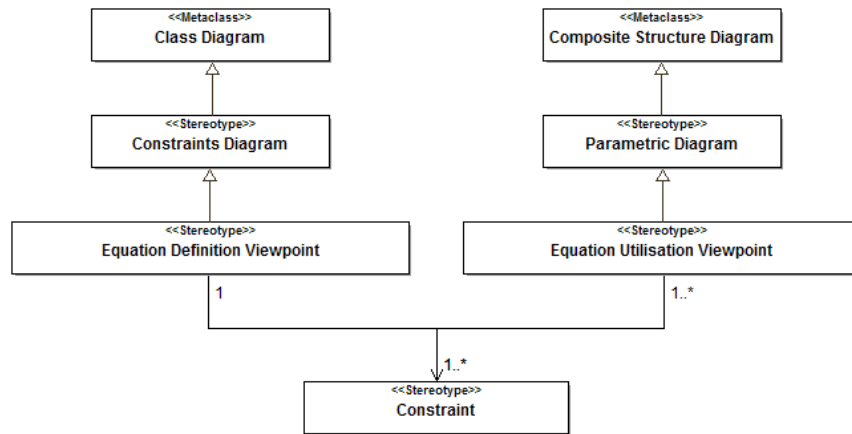 <<Metaclass>>
Class Diagram
<<Metaclass>>
Composite Structure Diagram
<<Stereotype>>
Constraints Diagram
<<Stereotype>>
Parametric Diagram
<<Stereotype>>
Equation Definition Viewpoint
<<Stereotype>>
Equation Utilisation Viewpoint
1
1..*
1..*
<<Stereotype>>
Constraint